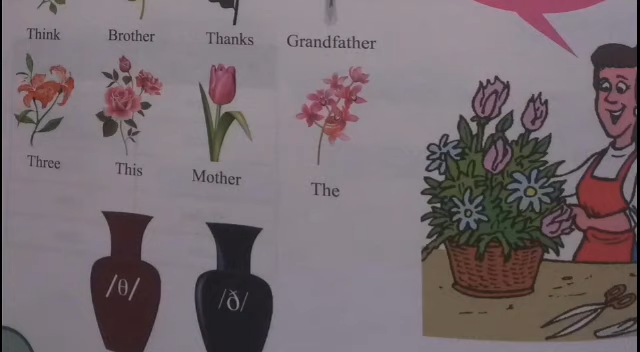 Think Brother Thanks Grandfather
Three This Mother The
/θ/ /ð/